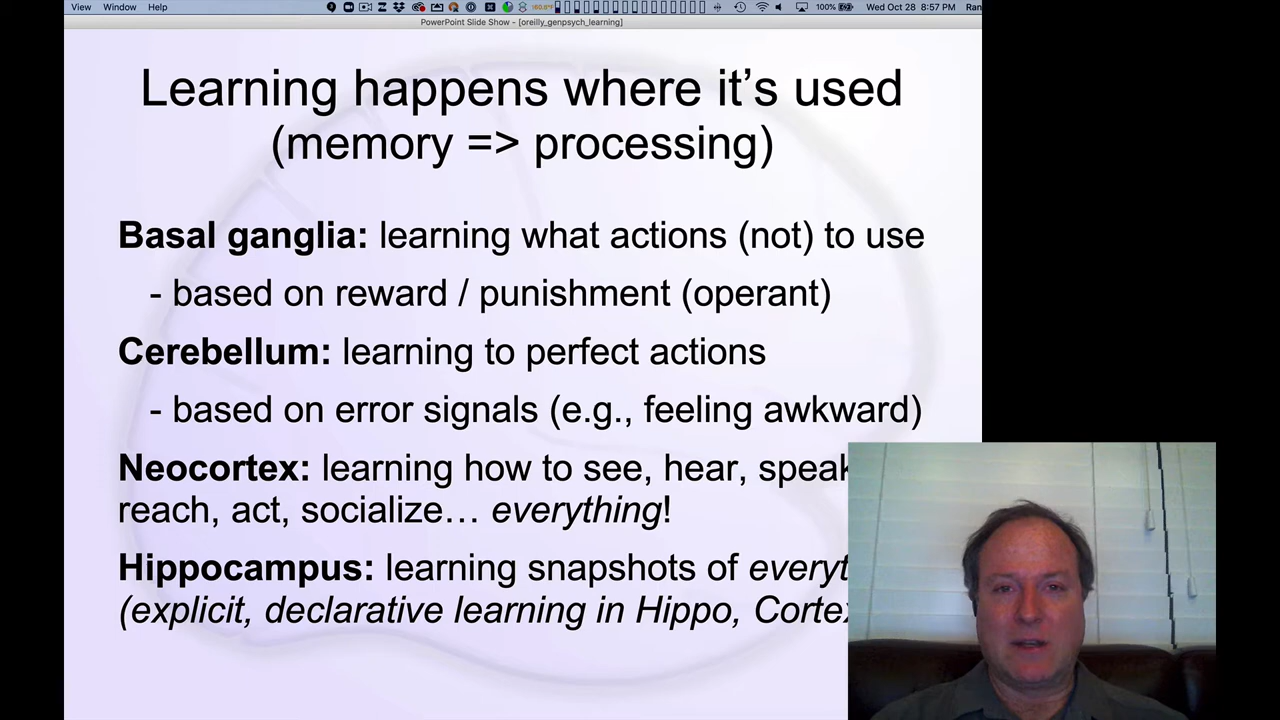 View Window Help 100% Wed Oct 28 8:57 PM Ran
PowerPoint Slide Show - [oreilly_genpsych_learning]
Learning happens where it's used
(memory => processing)
Basal ganglia: learning what actions (not) to use
- based on reward / punishment (operant)
Cerebellum: learning to perfect actions
- based on error signals (e.g., feeling awkward)
Neocortex: learning how to see, hear, speak
reach, act, socialize… everything!
Hippocampus: learning snapshots of everyt
(explicit, declarative learning in Hippo, Cortex